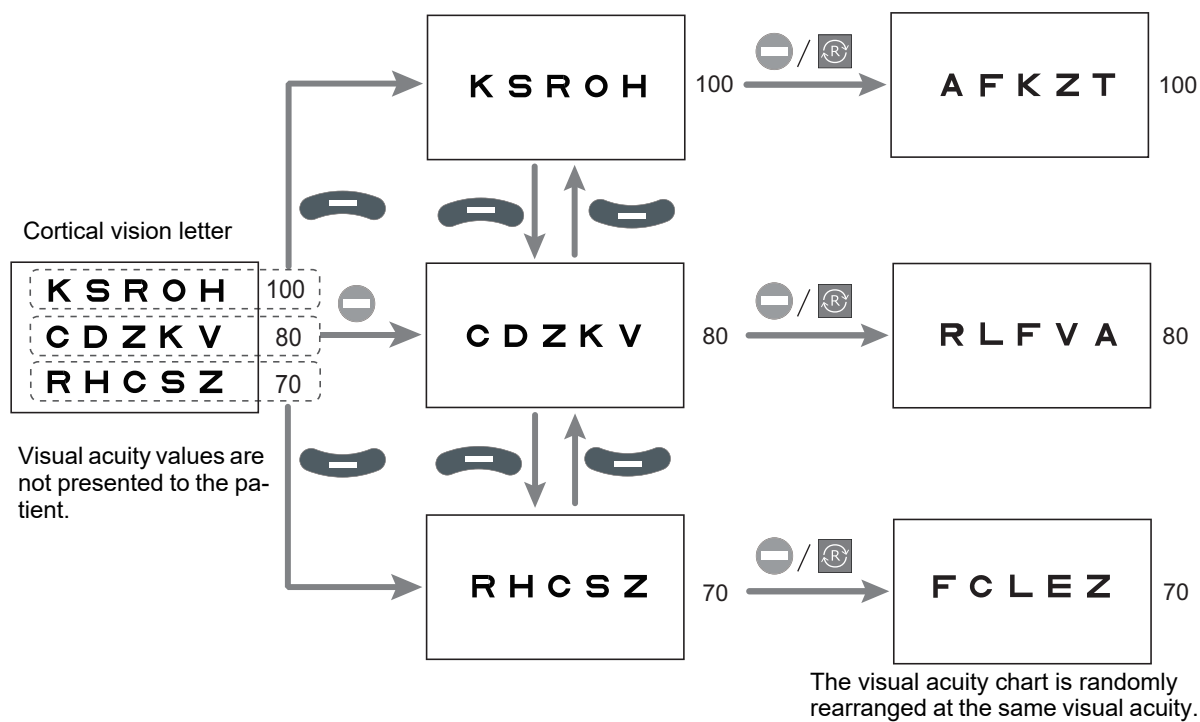 K S R O H 100 / R A F K Z T 100
Cortical vision letter
K S R O H 100
C D Z K V 80
R H C S Z 70
C D Z K V 80 / R R L F V A 80
Visual acuity values are
not presented to the pa-
tient.
R H C S Z 70 / R F C L E Z 70
The visual acuity chart is randomly
rearranged at the same visual acuity.